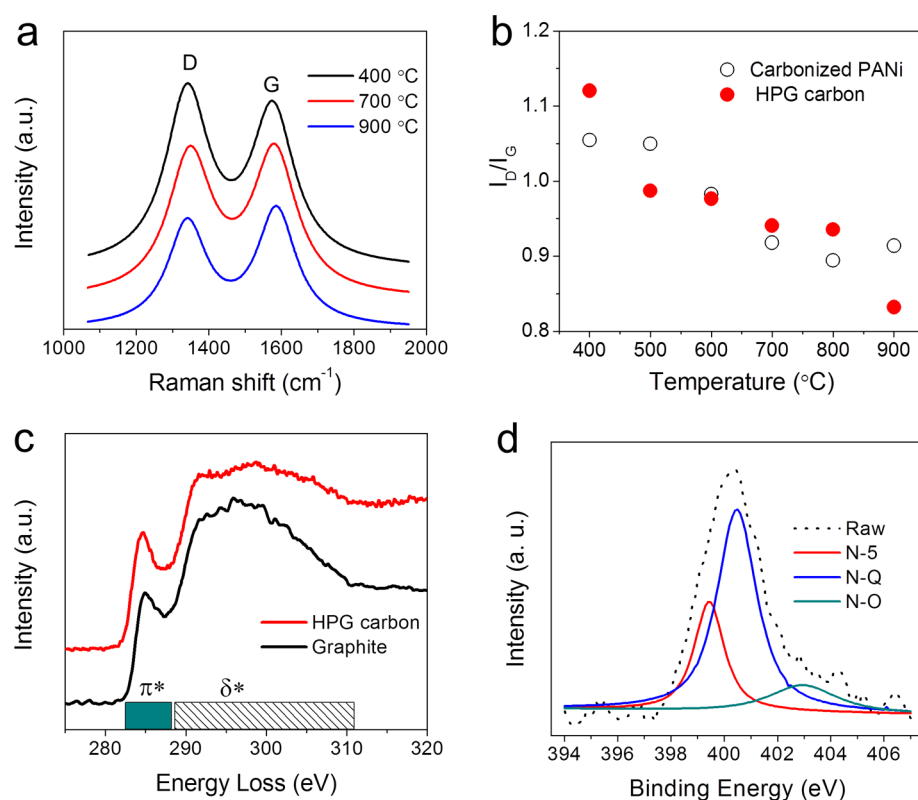 a
D
G
400 °C
700 °C
900 °C
Intensity (a.u.)
1000 1200 1400 1600 1800 2000
Raman shift (cm⁻¹)
b
Carbonized PANi
HPG carbon
I_D/I_G
1.2
1.1
1.0
0.9
0.8
400 500 600 700 800 900
Temperature (°C)
c
Intensity (a.u.)
HPG carbon
Graphite
π*
δ*
280 290 300 310 320
Energy Loss (eV)
d
Intensity (a. u.)
Raw
N-5
N-Q
N-O
394 396 398 400 402 404 406
Binding Energy (eV)